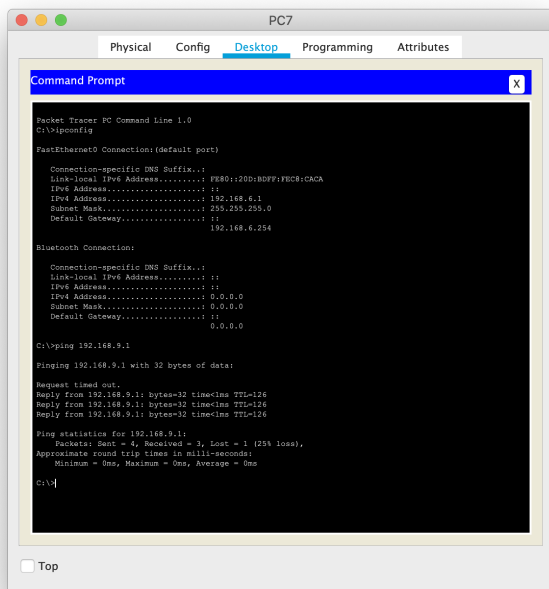 PC7
Physical Config Desktop Programming Attributes
Command Prompt
X
Packet Tracer PC Command Line 1.0
C:\>ipconfig
FastEthernet0 Connection:(default port)
Connection-specific DNS Suffix..:
Link-local IPv6 Address.........: FE80::20D:BDFF:FEC8:CACA
IPv6 Address....................: ::
IPv4 Address....................: 192.168.6.1
Subnet Mask.....................: 255.255.255.0
Default Gateway.................: ::
192.168.6.254
Bluetooth Connection:
Connection-specific DNS Suffix..:
Link-local IPv6 Address.........: ::
IPv6 Address....................: ::
IPv4 Address....................: 0.0.0.0
Subnet Mask.....................: 0.0.0.0
Default Gateway.................: ::
0.0.0.0
C:\>ping 192.168.9.1
Pinging 192.168.9.1 with 32 bytes of data:
Request timed out.
Reply from 192.168.9.1: bytes=32 time<1ms TTL=126
Reply from 192.168.9.1: bytes=32 time<1ms TTL=126
Reply from 192.168.9.1: bytes=32 time<1ms TTL=126
Ping statistics for 192.168.9.1:
Packets: Sent = 4, Received = 3, Lost = 1 (25% loss),
Approximate round trip times in milli-seconds:
Minimum = 0ms, Maximum = 0ms, Average = 0ms
C:\>
Top